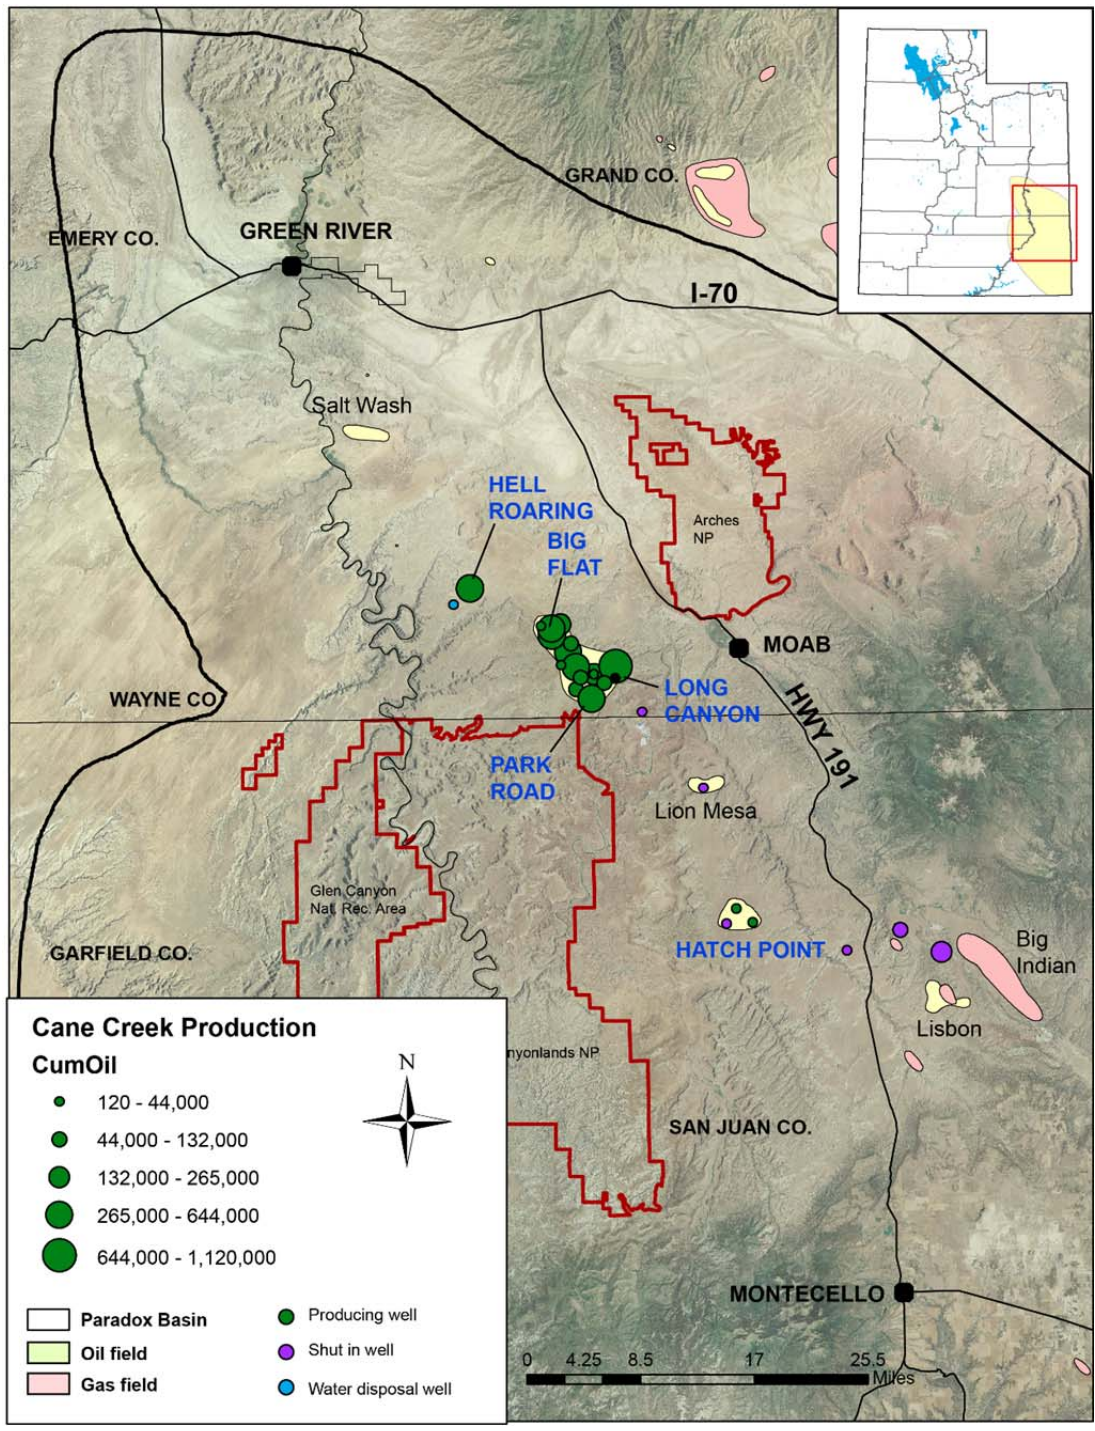 GRAND CO.
EMERY CO.
GREEN RIVER
I-70
Salt Wash
HELL
ROARING
BIG
FLAT
Arches
NP
MOAB
WAYNE CO
LONG
CANYON
HWY 191
PARK
ROAD
Lion Mesa
Glen Canyon
Nat. Rec. Area
HATCH POINT
GARFIELD CO.
Big
Indian
Lisbon
nyonlands NP
SAN JUAN CO.
MONTECELLO
Cane Creek Production
CumOil
N
120 - 44,000
44,000 - 132,000
132,000 - 265,000
265,000 - 644,000
644,000 - 1,120,000
Paradox Basin
Oil field
Gas field
Producing well
Shut in well
Water disposal well
0 4.25 8.5 17 25.5
Miles